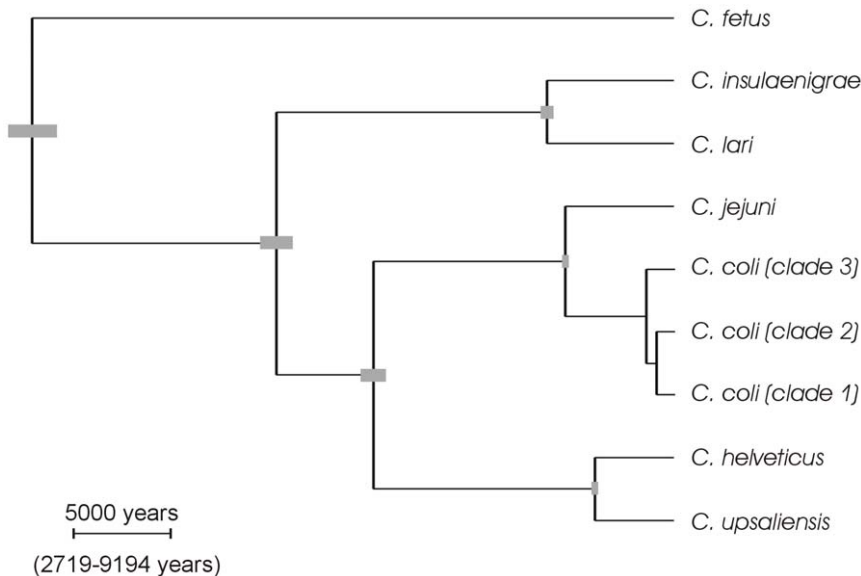 C. fetus
C. insulaenigrae
C. lari
C. jejuni
C. coli (clade 3)
C. coli (clade 2)
C. coli (clade 1)
C. helveticus
C. upsaliensis
5000 years
(2719-9194 years)